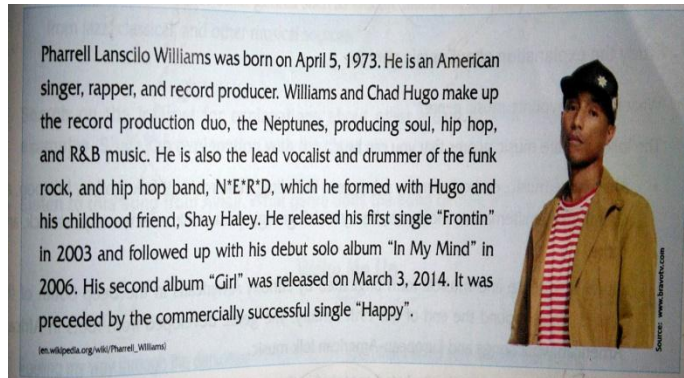 Pharrell Lanscilo Williams was born on April 5, 1973. He is an American
singer, rapper, and record producer. Williams and Chad Hugo make up
the record production duo, the Neptunes, producing soul, hip hop,
and R&B music. He is also the lead vocalist and drummer of the funk
rock, and hip hop band, N*E*R*D, which he formed with Hugo and
his childhood friend, Shay Haley. He released his first single “Frontin”
in 2003 and followed up with his debut solo album “In My Mind” in
2006. His second album “Girl” was released on March 3, 2014. It was
preceded by the commercially successful single “Happy”.
(en.wikipedia.org/wiki/Pharrell_Williams)
Source: www.bravotv.com